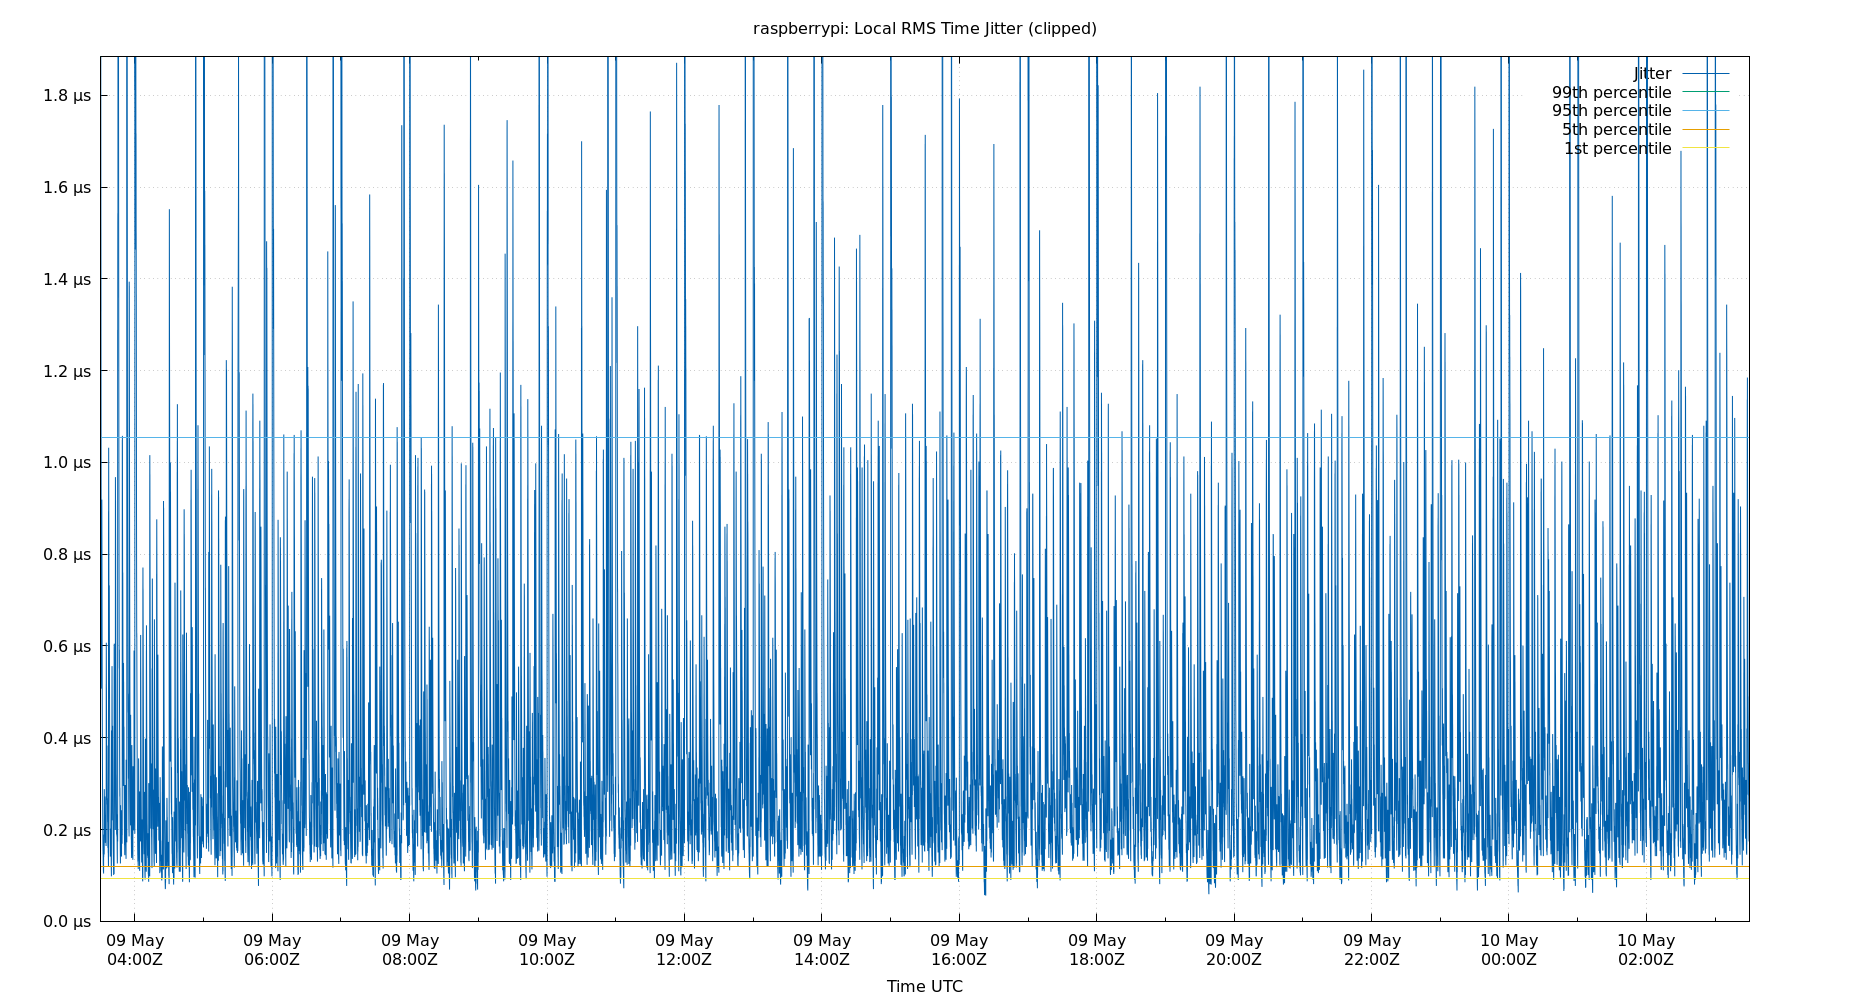 raspberrypi: Local RMS Time Jitter (clipped)
Jitter
99th percentile
95th percentile
5th percentile
1st percentile
1.8 μs
1.6 μs
1.4 μs
1.2 μs
1.0 μs
0.8 μs
0.6 μs
0.4 μs
0.2 μs
0.0 μs
09 May 09 May 09 May 09 May 09 May 09 May 09 May 09 May 09 May 09 May 10 May 10 May
04:00Z 06:00Z 08:00Z 10:00Z 12:00Z 14:00Z 16:00Z 18:00Z 20:00Z 22:00Z 00:00Z 02:00Z
Time UTC